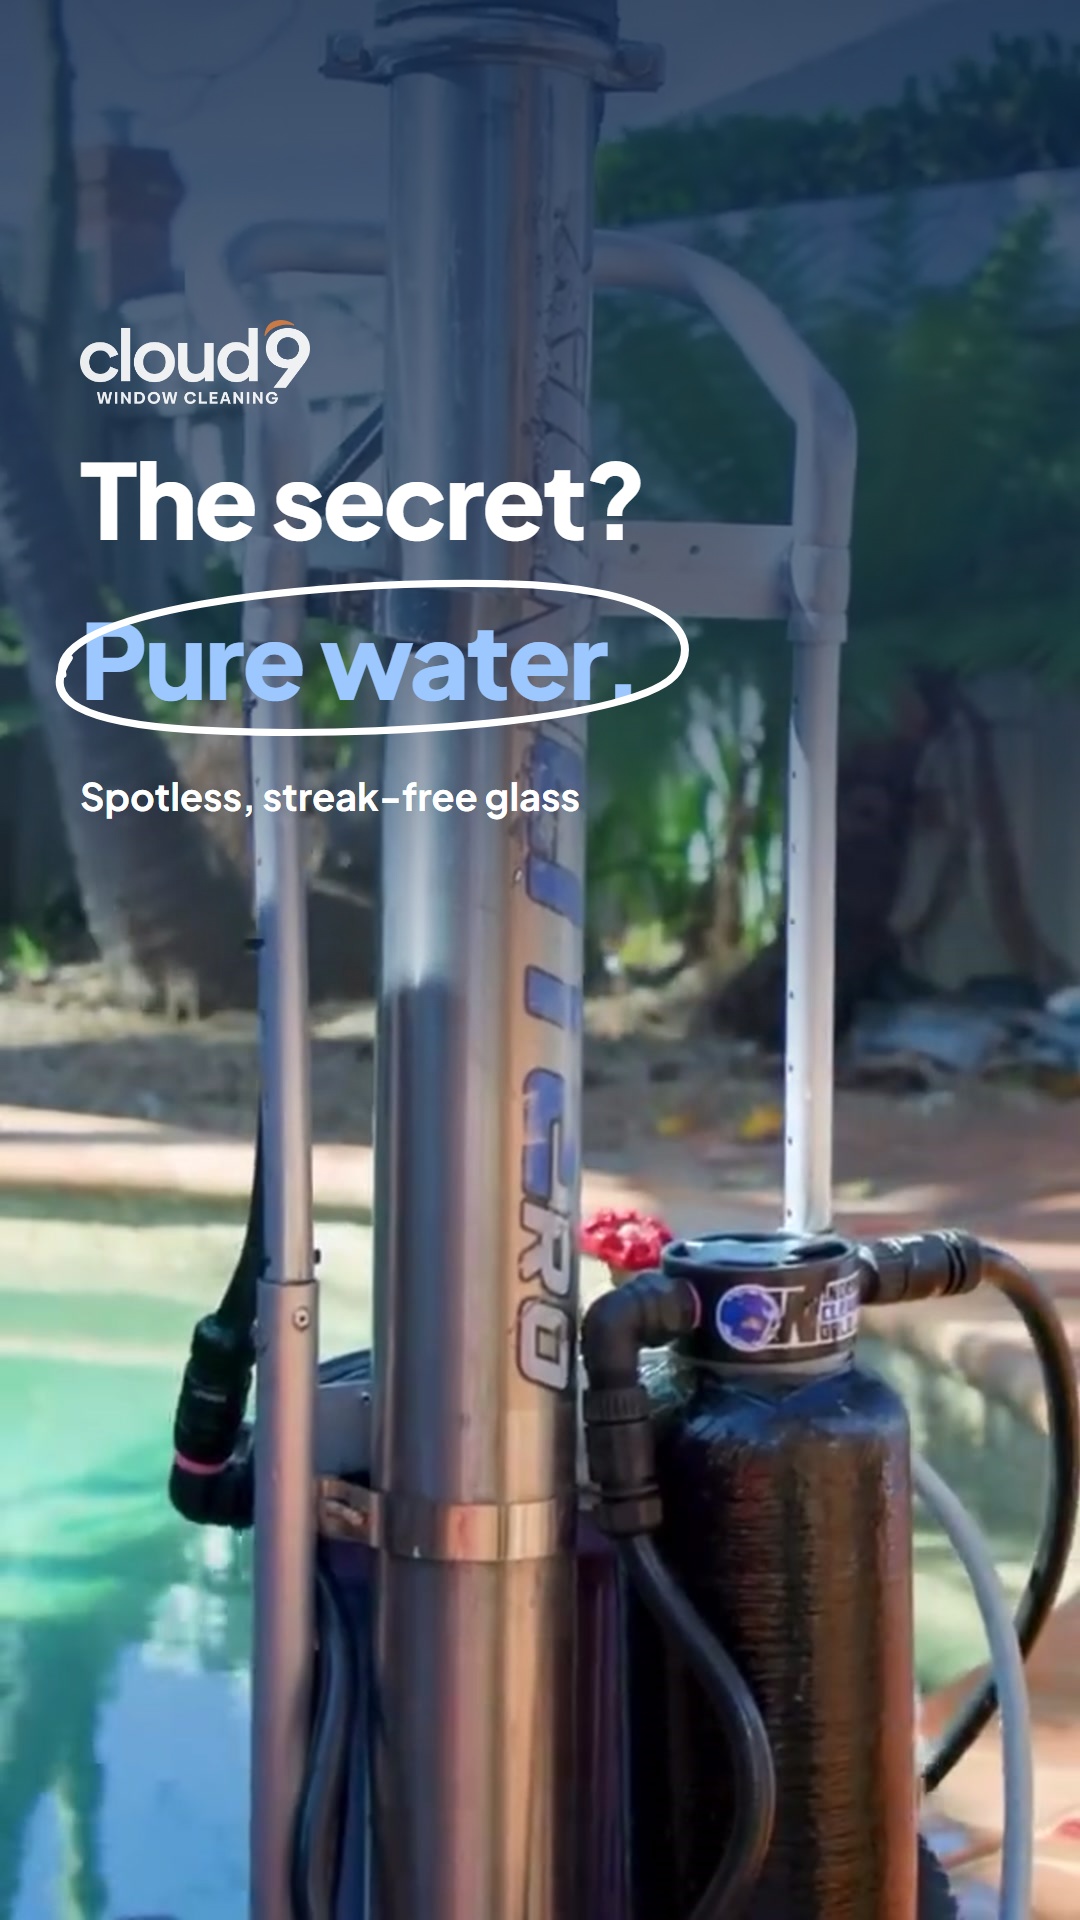 cloud9
WINDOW CLEANING
The secret?
Pure water.
Spotless, streak-free glass